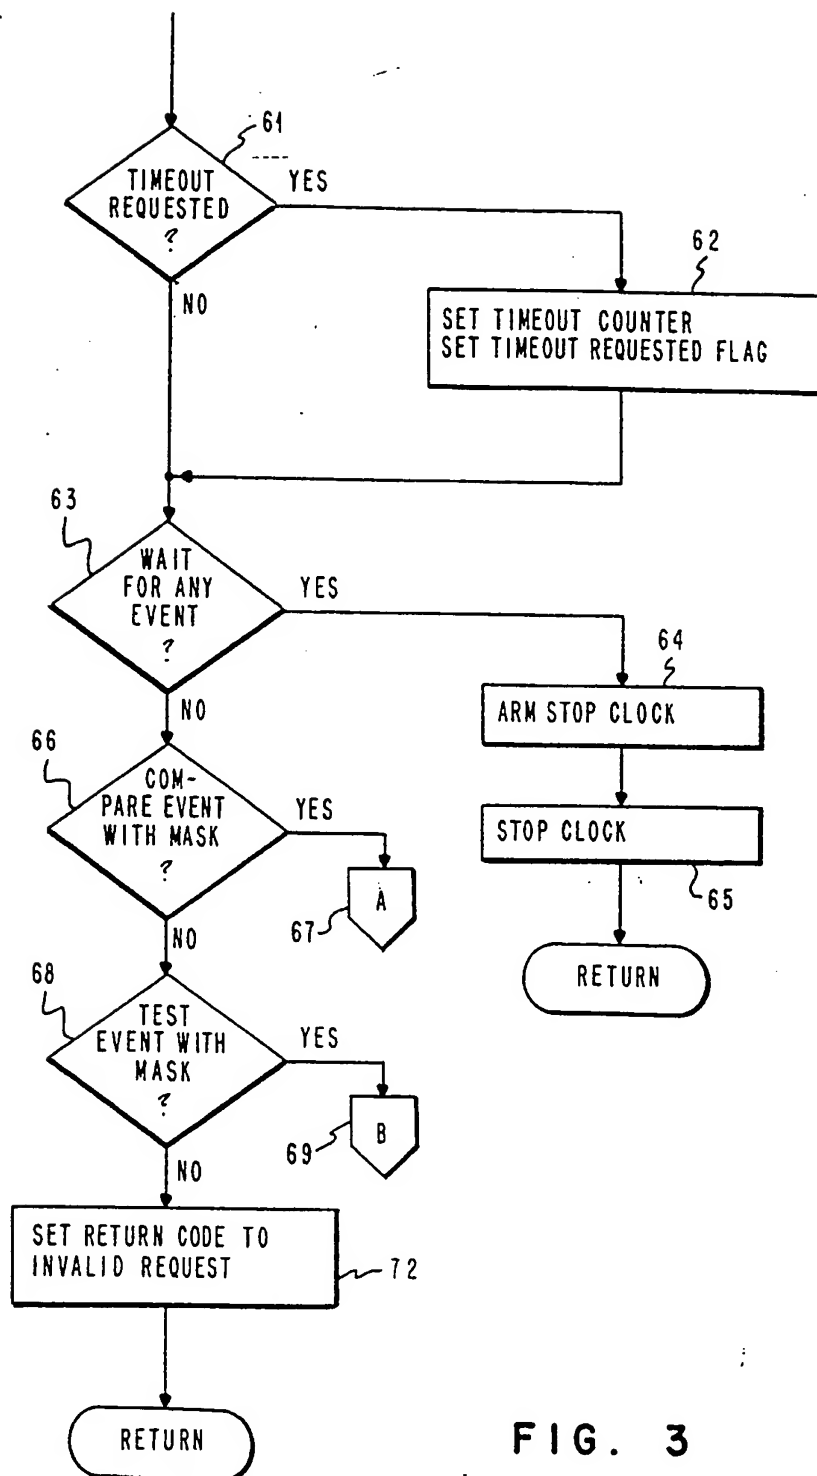 61
TIMEOUT
REQUESTED
?
YES
NO
62
SET TIMEOUT COUNTER
SET TIMEOUT REQUESTED FLAG
63
WAIT
FOR ANY
EVENT
?
YES
NO
64
ARM STOP CLOCK
STOP CLOCK
65
RETURN
66
COM-
PARE EVENT
WITH MASK
?
YES
NO
A
67
68
TEST
EVENT WITH
MASK
?
YES
NO
B
69
SET RETURN CODE TO
INVALID REQUEST
72
RETURN
FIG. 3